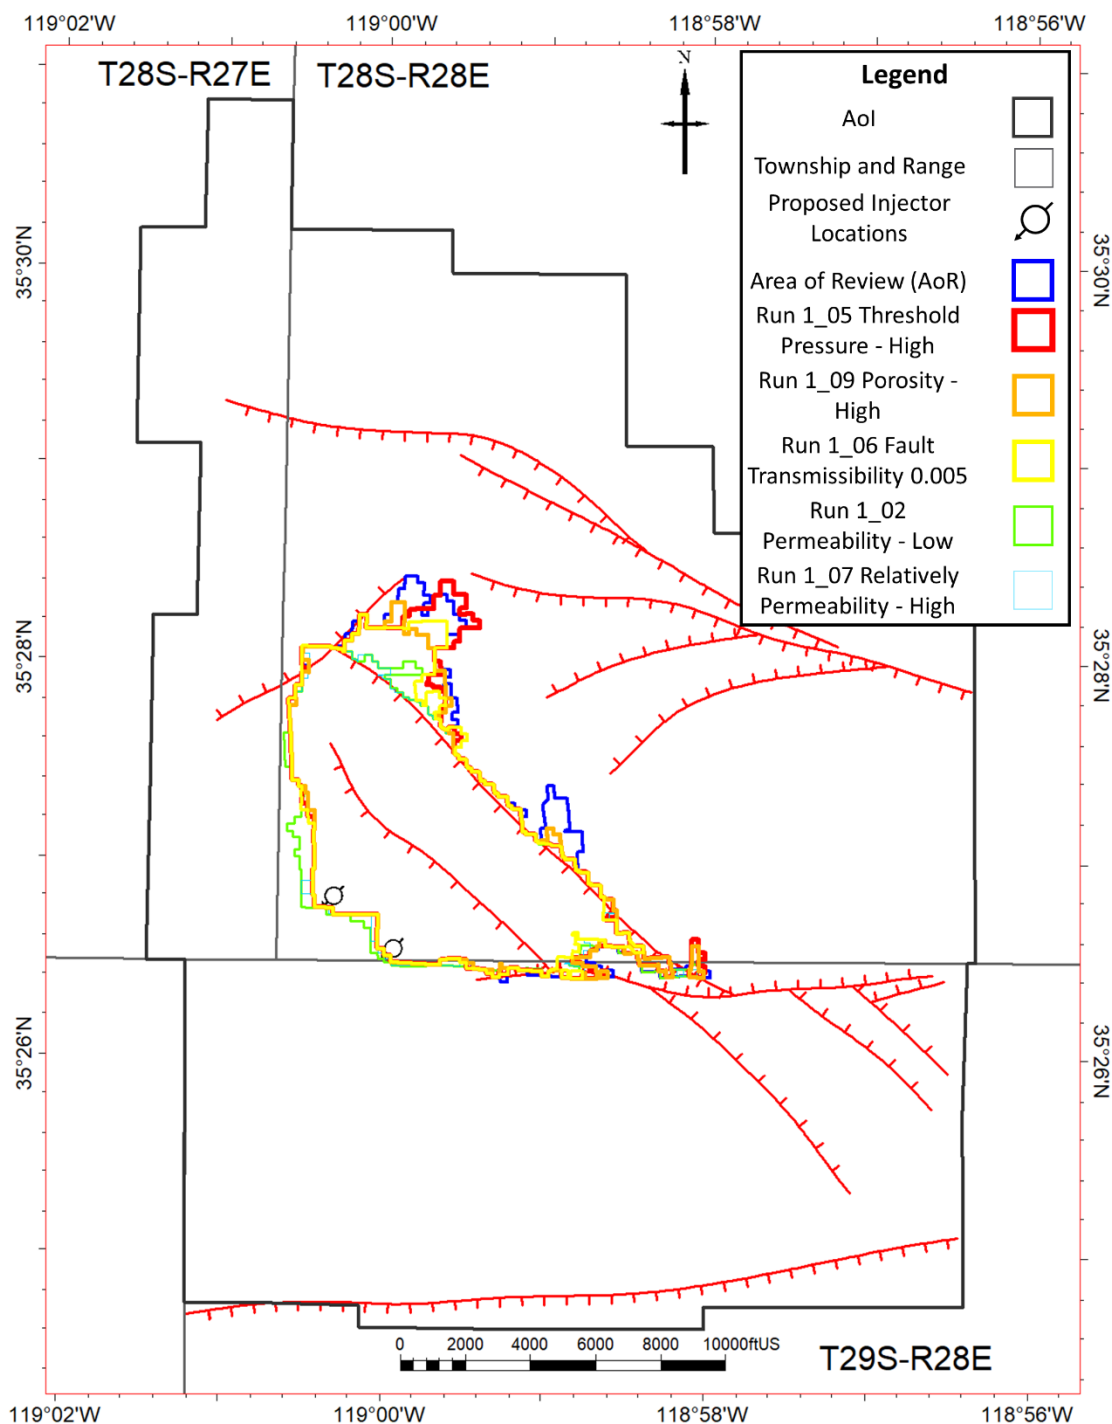 119°02'W 119°00'W 118°58'W 118°56'W
T28S-R27E T28S-R28E
N
Legend
AoI
Township and Range
Proposed Injector
Locations
Area of Review (AoR)
Run 1_05 Threshold
Pressure - High
Run 1_09 Porosity -
High
Run 1_06 Fault
Transmissibility 0.005
Run 1_02
Permeability - Low
Run 1_07 Relatively
Permeability - High
35°30'N 35°30'N
35°28'N 35°28'N
35°26'N 35°26'N
0 2000 4000 6000 8000 10000ftUS
T29S-R28E
119°02'W 119°00'W 118°58'W 118°56'W